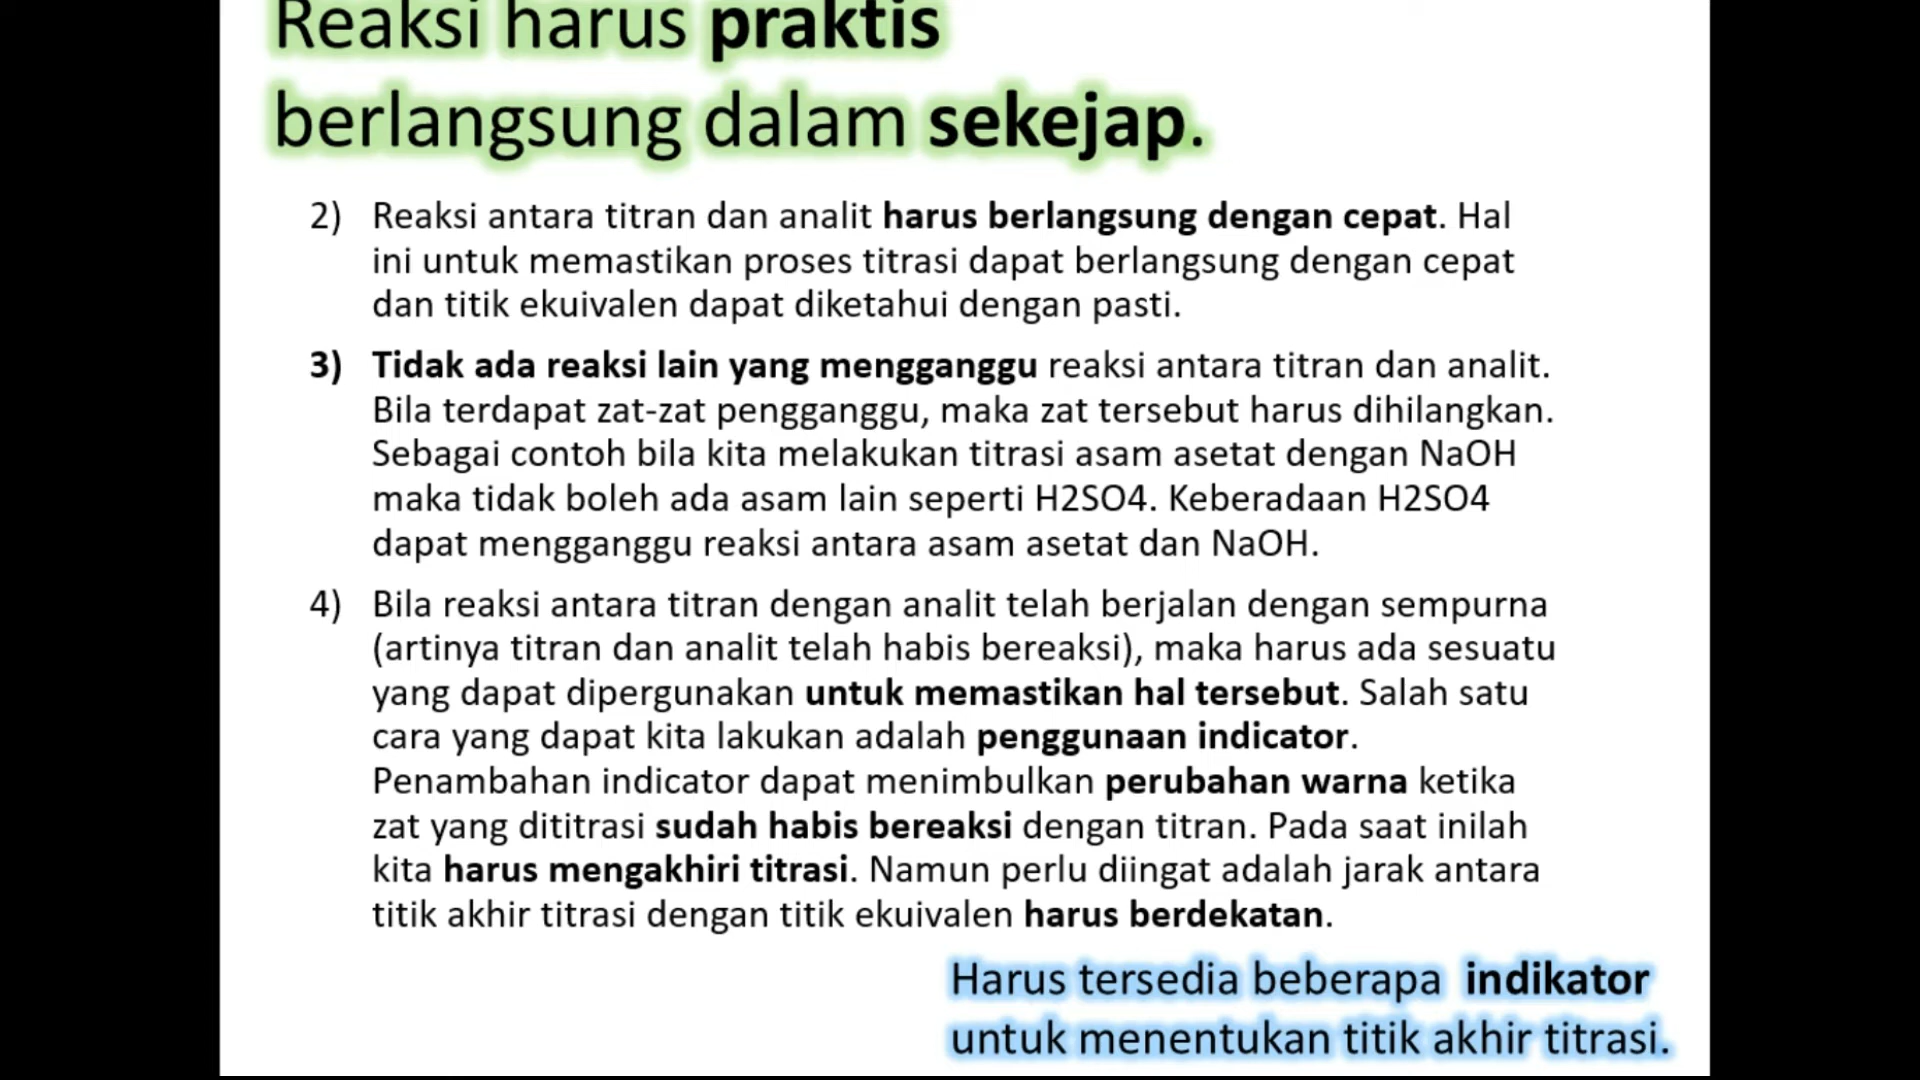 Reaksi harus praktis
berlangsung dalam sekejap.
2) Reaksi antara titran dan analit harus berlangsung dengan cepat. Hal
ini untuk memastikan proses titrasi dapat berlangsung dengan cepat
dan titik ekuivalen dapat diketahui dengan pasti.
3) Tidak ada reaksi lain yang mengganggu reaksi antara titran dan analit.
Bila terdapat zat-zat pengganggu, maka zat tersebut harus dihilangkan.
Sebagai contoh bila kita melakukan titrasi asam asetat dengan NaOH
maka tidak boleh ada asam lain seperti H2SO4. Keberadaan H2SO4
dapat mengganggu reaksi antara asam asetat dan NaOH.
4) Bila reaksi antara titran dengan analit telah berjalan dengan sempurna
(artinya titran dan analit telah habis bereaksi), maka harus ada sesuatu
yang dapat dipergunakan untuk memastikan hal tersebut. Salah satu
cara yang dapat kita lakukan adalah penggunaan indicator.
Penambahan indicator dapat menimbulkan perubahan warna ketika
zat yang dititrasi sudah habis bereaksi dengan titran. Pada saat inilah
kita harus mengakhiri titrasi. Namun perlu diingat adalah jarak antara
titik akhir titrasi dengan titik ekuivalen harus berdekatan.
Harus tersedia beberapa indikator
untuk menentukan titik akhir titrasi.